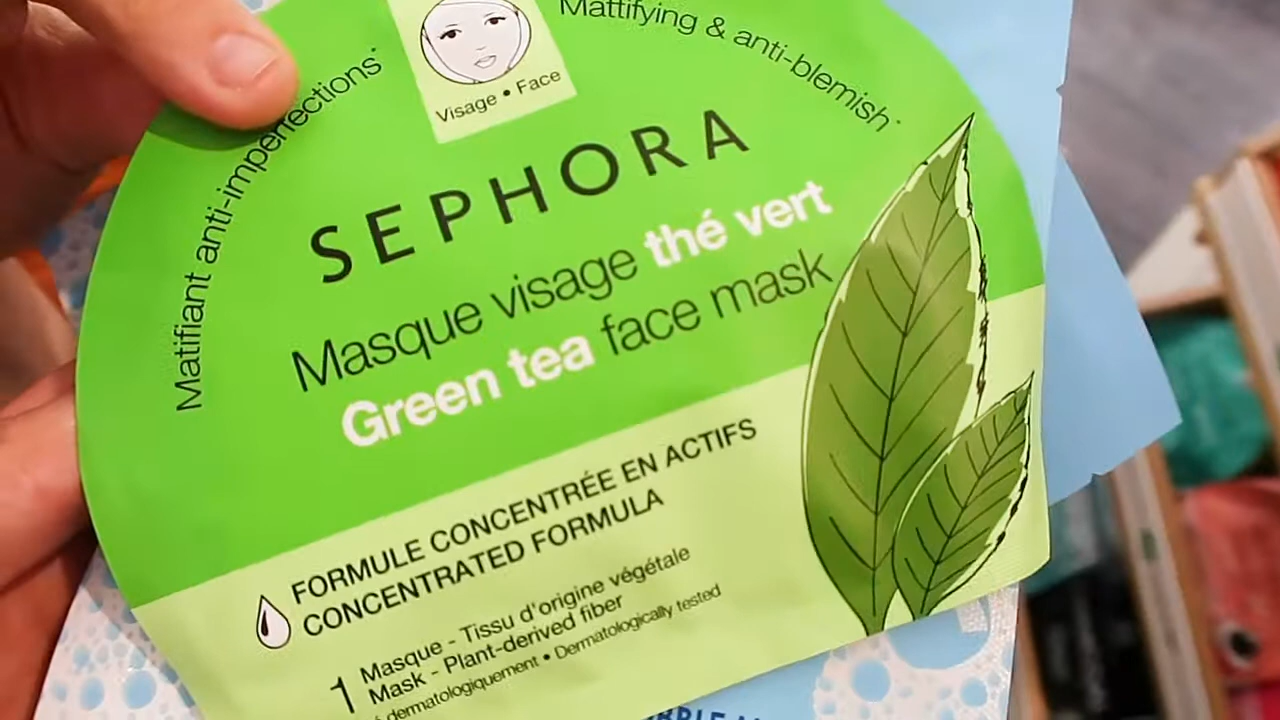 Matifiant anti-imperfections*
Mattifying & anti-blemish*
Visage • Face
SEPHORA
Masque visage thé vert
Green tea face mask
FORMULE CONCENTRÉE EN ACTIFS
CONCENTRATED FORMULA
1 Masque - Tissu d'origine végétale
Mask - Plant-derived fiber
dermatologiquement • Dermatologically tested